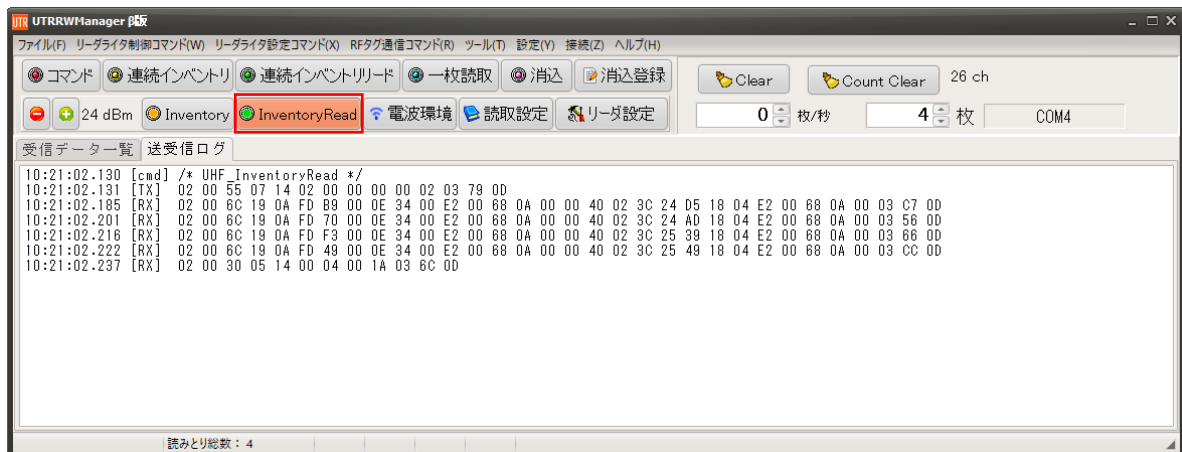 UTR UTRRWManager β版
ファイル(F) リーダライタ制御コマンド(W) リーダライタ設定コマンド(X) RFタグ通信コマンド(R) ツール(T) 設定(Y) 接続(Z) ヘルプ(H)
コマンド 連続インベントリ 連続インベントリリード 一枚読取 消込 消込登録 Clear Count Clear 26 ch
24 dBm Inventory InventoryRead 電波環境 読取設定 リーダ設定 0 枚/秒 4 枚 COM4
受信データ一覧 送受信ログ
10:21:02.130 [cmd] /* UHF_InventoryRead */
10:21:02.131 [TX] 02 00 55 07 14 02 00 00 00 00 02 03 79 0D
10:21:02.185 [RX] 02 00 6C 19 0A FD B9 00 0E 34 00 E2 00 68 0A 00 00 40 02 3C 24 D5 18 04 E2 00 68 0A 00 03 C7 0D
10:21:02.201 [RX] 02 00 6C 19 0A FD 70 00 0E 34 00 E2 00 68 0A 00 00 40 02 3C 24 AD 18 04 E2 00 68 0A 00 03 56 0D
10:21:02.216 [RX] 02 00 6C 19 0A FD F3 00 0E 34 00 E2 00 68 0A 00 00 40 02 3C 25 39 18 04 E2 00 68 0A 00 03 66 0D
10:21:02.222 [RX] 02 00 6C 19 0A FD 49 00 0E 34 00 E2 00 68 0A 00 00 40 02 3C 25 49 18 04 E2 00 68 0A 00 03 CC 0D
10:21:02.237 [RX] 02 00 30 05 14 00 04 00 1A 03 6C 0D
読みとり総数： 4